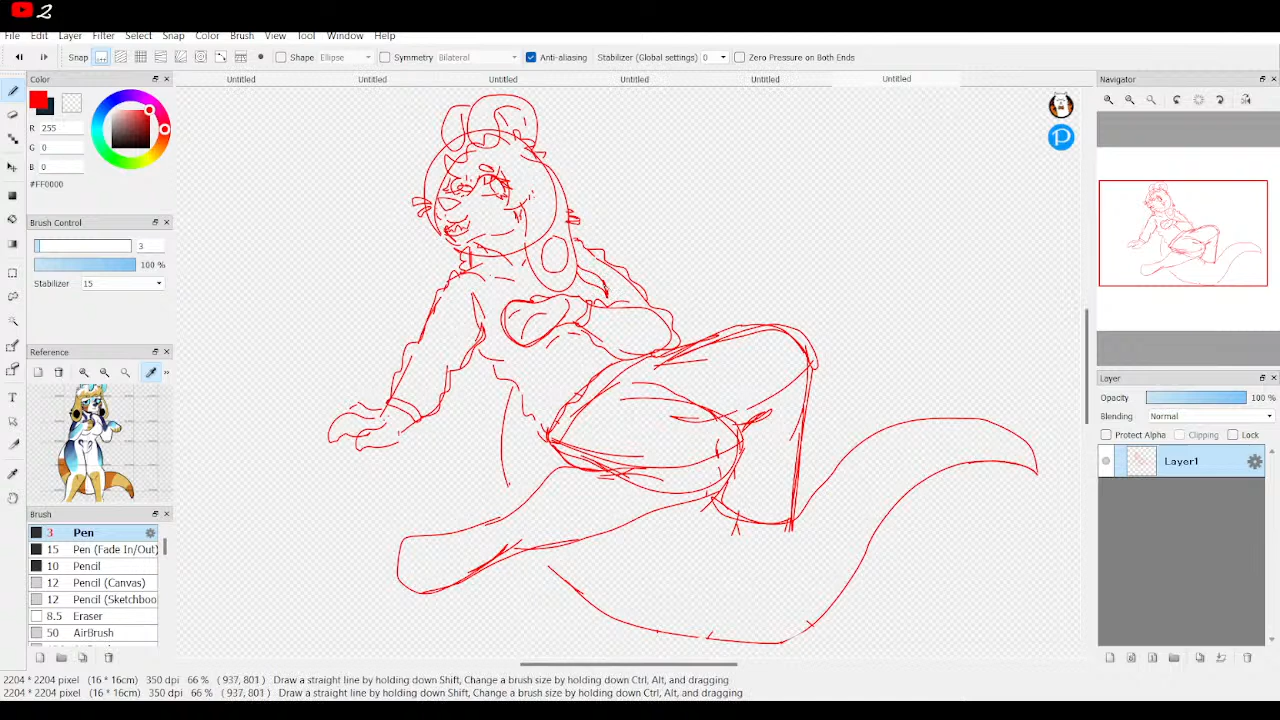 2
File Edit Layer Filter Select Snap Color Brush View Tool Window Help
Snap Shape Ellipse Symmetry Bilateral Anti-aliasing Stabilizer (Global settings) 0 Zero Pressure on Both Ends
Color Untitled Untitled Untitled Untitled Untitled Untitled Navigator
R 255
G 0
B 0
#FF0000
Brush Control
3
100 %
Stabilizer 15
Reference
Layer
Opacity 100 %
Blending Normal
Protect Alpha Clipping Lock
Layer1
Brush
3 Pen
15 Pen (Fade In/Out)
10 Pencil
12 Pencil (Canvas)
12 Pencil (Sketchboo
8.5 Eraser
50 AirBrush
2204 * 2204 pixel (16 * 16cm) 350 dpi 66 % ( 937, 801 ) Draw a straight line by holding down Shift, Change a brush size by holding down Ctrl, Alt, and dragging
2204 * 2204 pixel (16 * 16cm) 350 dpi 66 % ( 937, 801 ) Draw a straight line by holding down Shift, Change a brush size by holding down Ctrl, Alt, and dragging